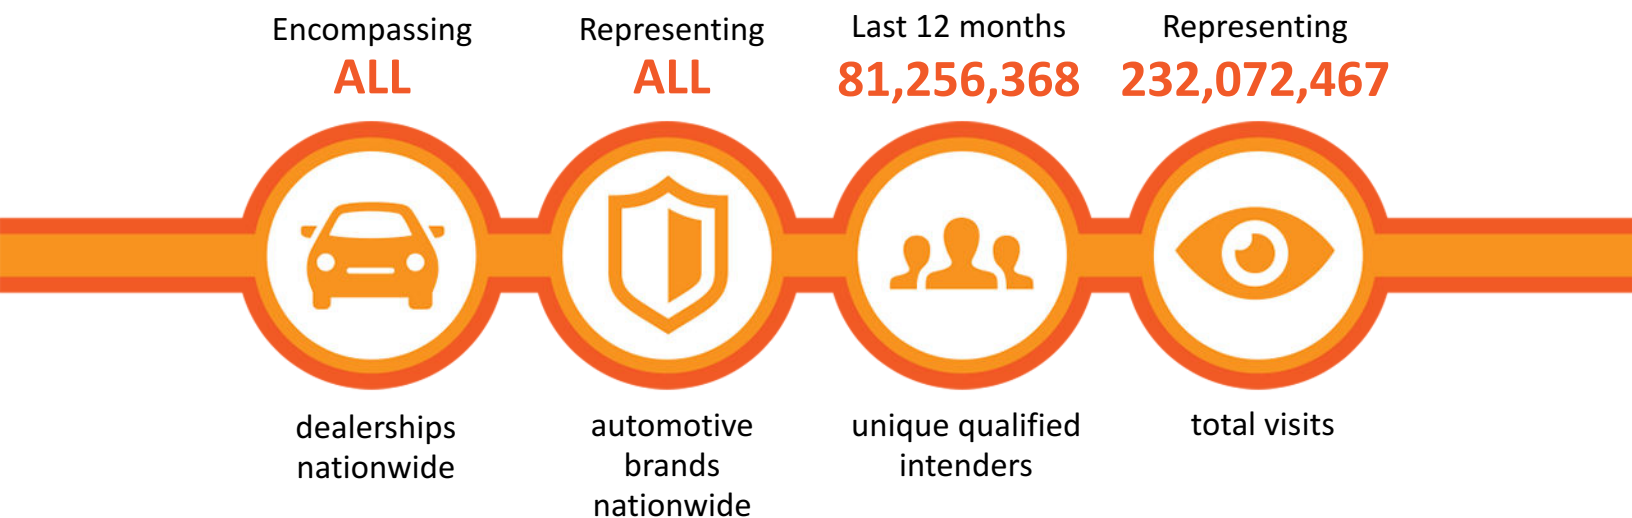 Encompassing
ALL
dealerships
nationwide
Representing
ALL
automotive
brands
nationwide
Last 12 months
81,256,368
unique qualified
intenders
Representing
232,072,467
total visits